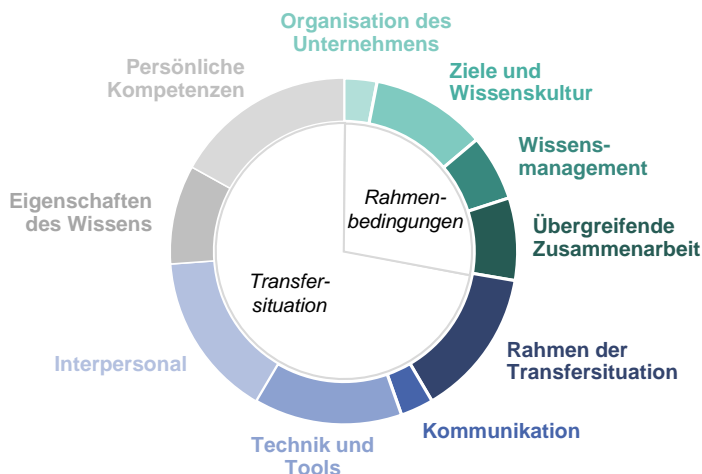 Organisation des
Unternehmens
Ziele und
Wissenskultur
Wissens-
management
Übergreifende
Zusammenarbeit
Rahmen der
Transfersituation
Kommunikation
Technik und
Tools
Interpersonal
Eigenschaften
des Wissens
Persönliche
Kompetenzen
Rahmen-
bedingungen
Transfer-
situation